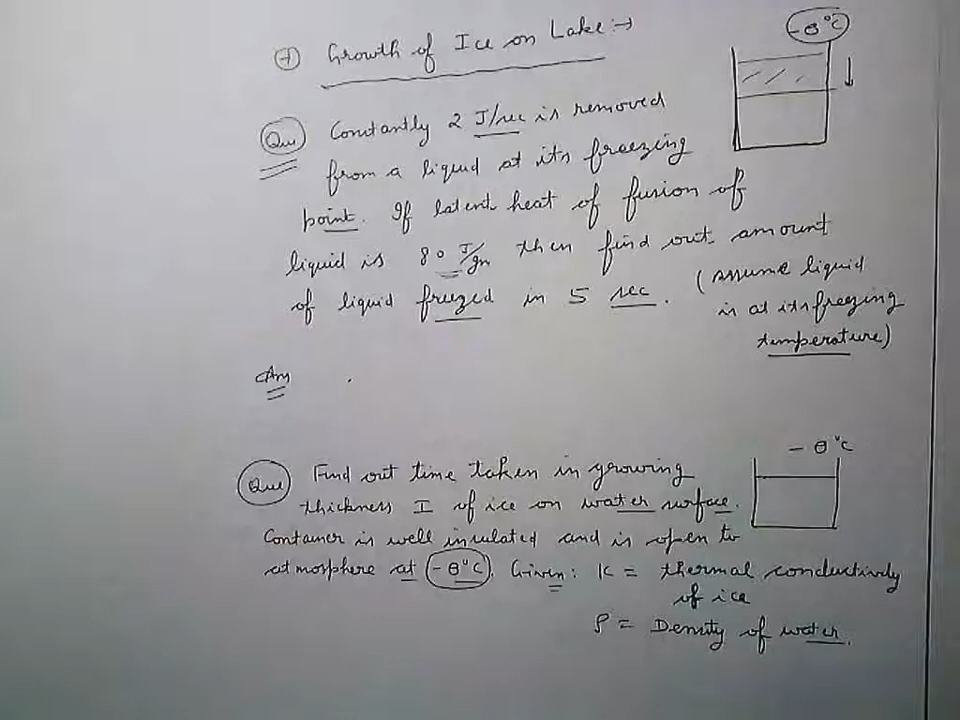 → Growth of Ice on Lake:→
-θ°C
Que Constantly 2 J/sec is removed
from a liquid at its freezing
point. If latent heat of fusion of
liquid is 80 J/gm then find out amount
of liquid freezed in 5 sec. (Assume liquid
is at its freezing
temperature)
Ans
-θ°C
Que Find out time taken in growing
thickness I of ice on water surface.
Container is well insulated and is open to
atmosphere at -θ°C. Given: K = thermal conductively
of ice
ρ = Density of water.